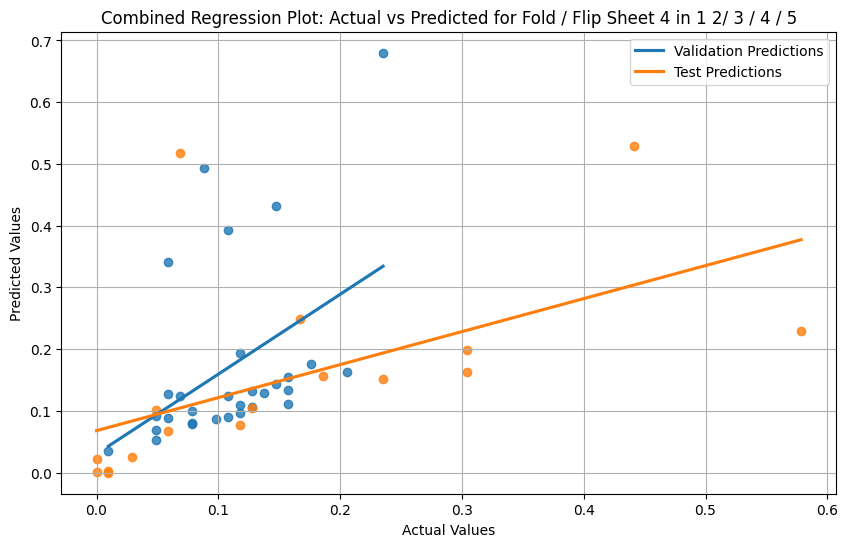 Combined Regression Plot: Actual vs Predicted for Fold / Flip Sheet 4 in 1 2/ 3 / 4 / 5
Validation Predictions
Test Predictions
0.7
0.6
0.5
0.4
0.3
0.2
0.1
0.0
Predicted Values
0.0 0.1 0.2 0.3 0.4 0.5 0.6
Actual Values